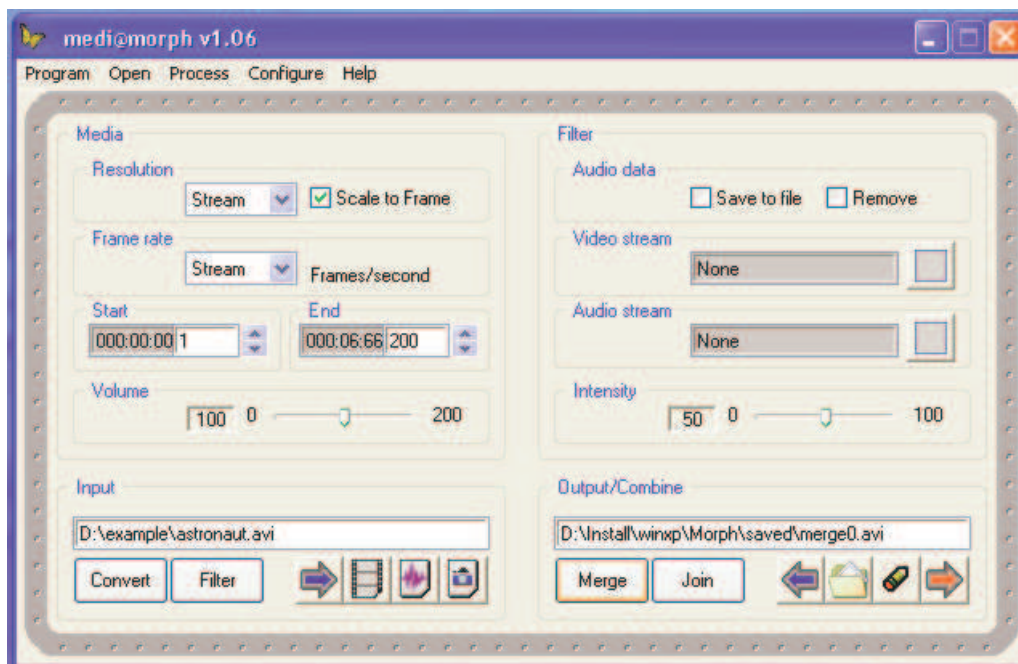 medi@morph v1.06
Program Open Process Configure Help
Media
Resolution
Stream Scale to Frame
Frame rate
Stream Frames/second
Start End
000:00:00 1 000:06:66 200
Volume
100 0 200
Filter
Audio data
Save to file Remove
Video stream
None
Audio stream
None
Intensity
50 0 100
Input
D:\example\astronaut.avi
Convert Filter
Output/Combine
D:\Install\winxp\Morph\saved\merge0.avi
Merge Join